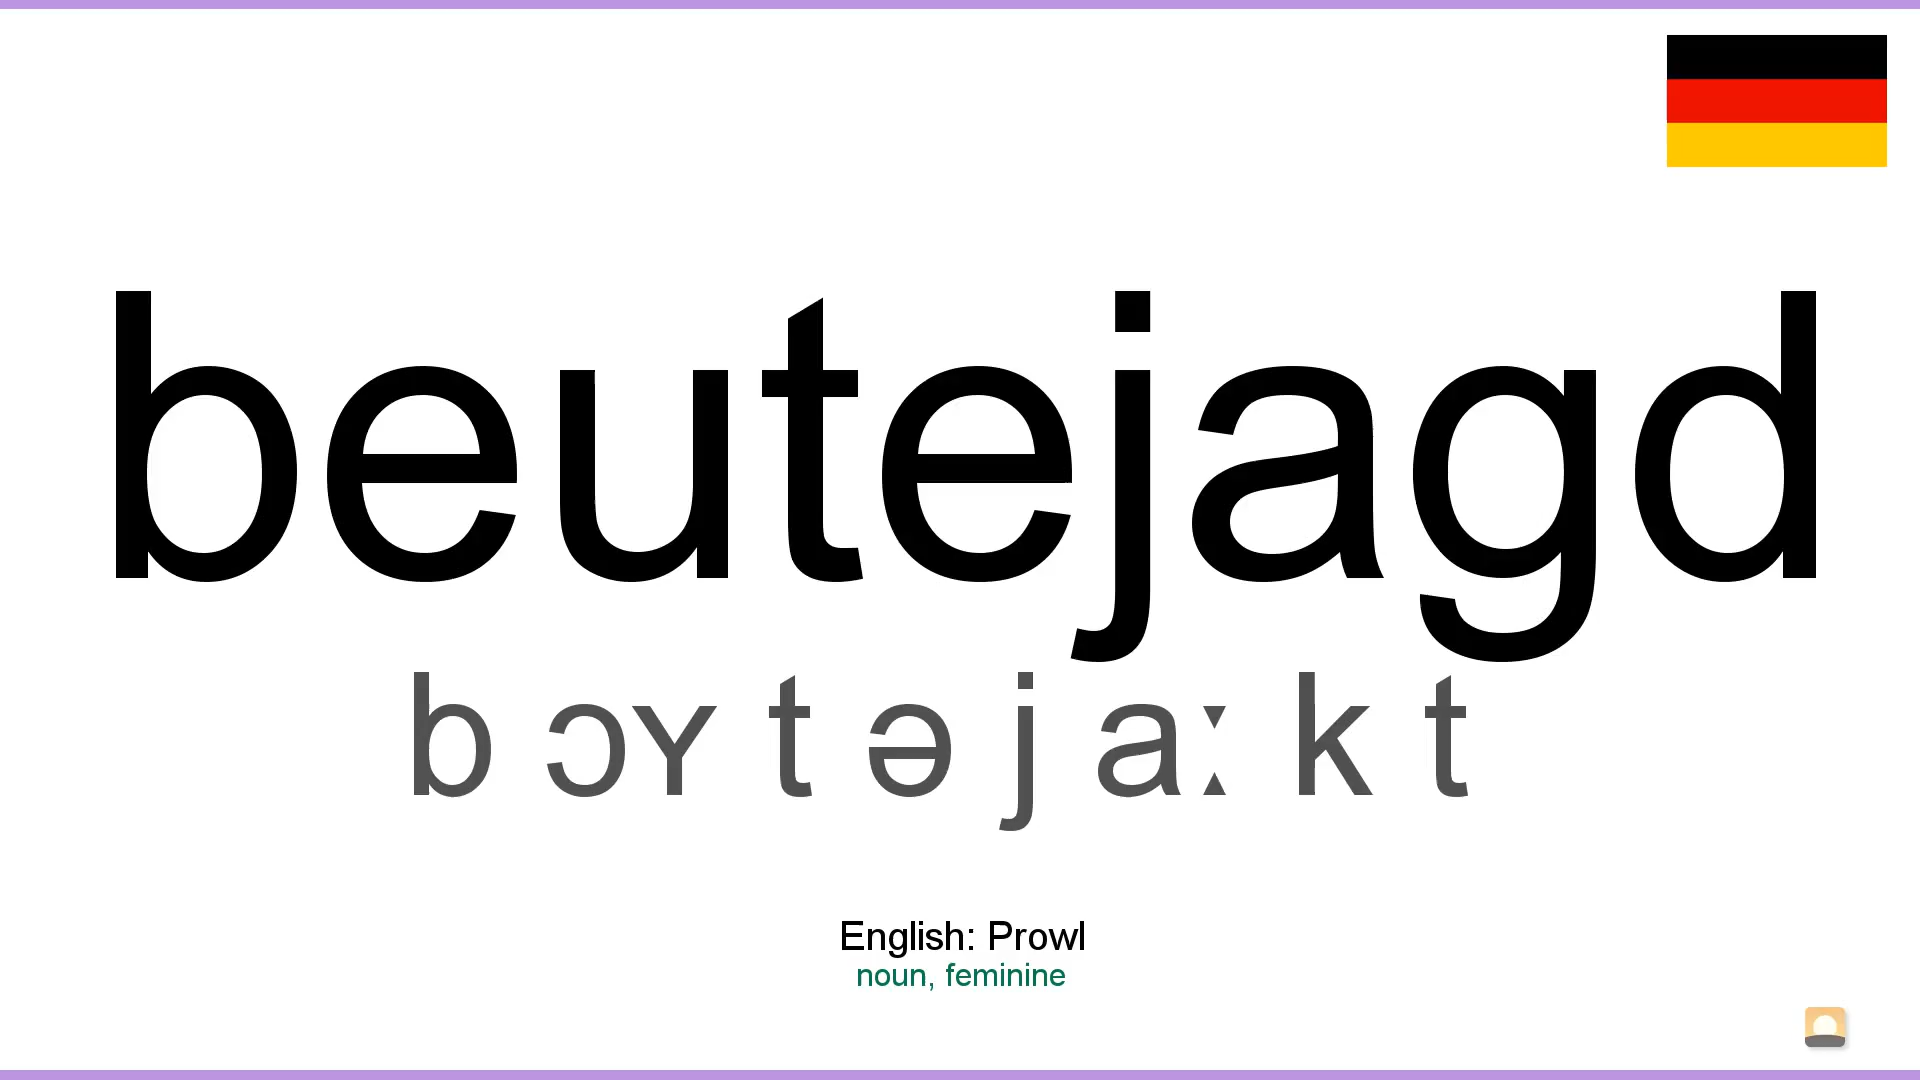 beutejagd
b ɔʏ t ə j aː k t
English: Prowl
noun, feminine